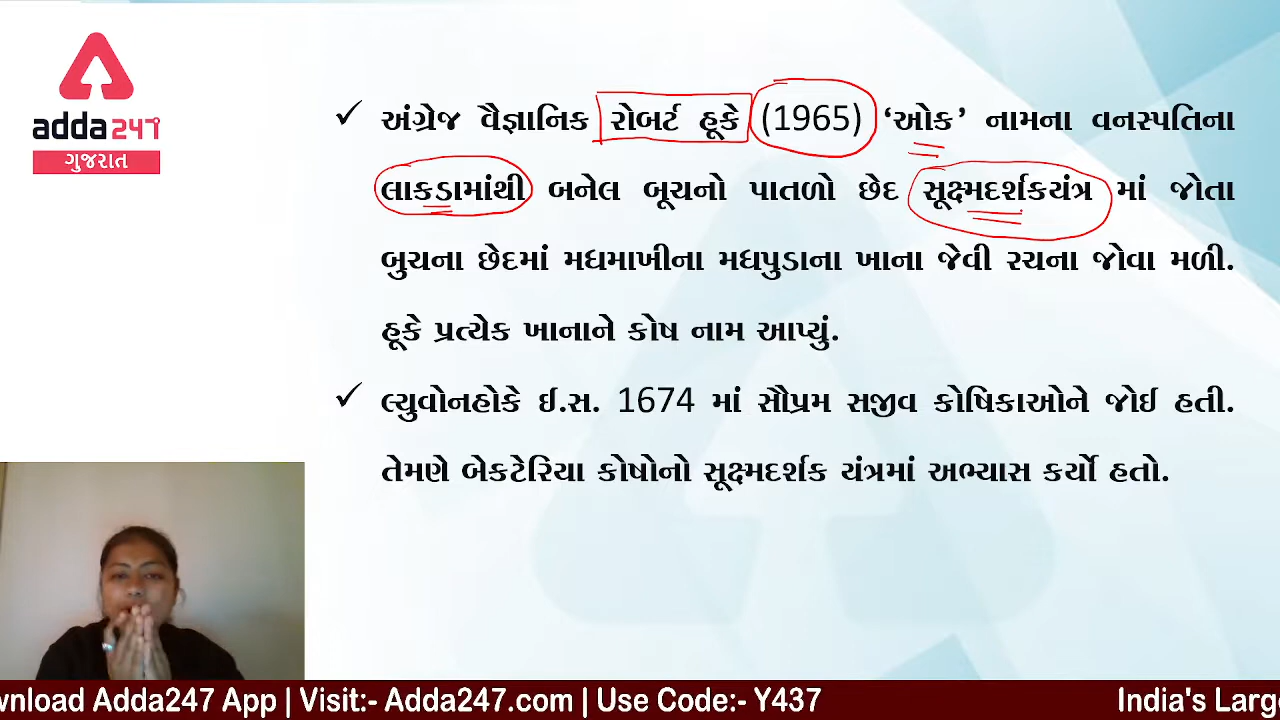 adda247
ગુજરાત
✓ અંગ્રેજ વૈજ્ઞાનિક રોબર્ટ હૂકે (1965) ‘ઓક’ નામના વનસ્પતિના
લાકડામાંથી બનેલ બૂચનો પાતળો છેદ સૂક્ષ્મદર્શકયંત્ર માં જોતા
બુચના છેદમાં મધમાખીના મધપુડાના ખાના જેવી રચના જોવા મળી.
હૂકે પ્રત્યેક ખાનાને કોષ નામ આપ્યું.
✓ લ્યુવોનહોકે ઈ.સ. 1674 માં સૌપ્રમ સજીવ કોષિકાઓને જોઈ હતી.
તેમણે બેકટેરિયા કોષોનો સૂક્ષ્મદર્શક યંત્રમાં અભ્યાસ કર્યો હતો.
wnload Adda247 App | Visit:- Adda247.com | Use Code:- Y437 India's Larg